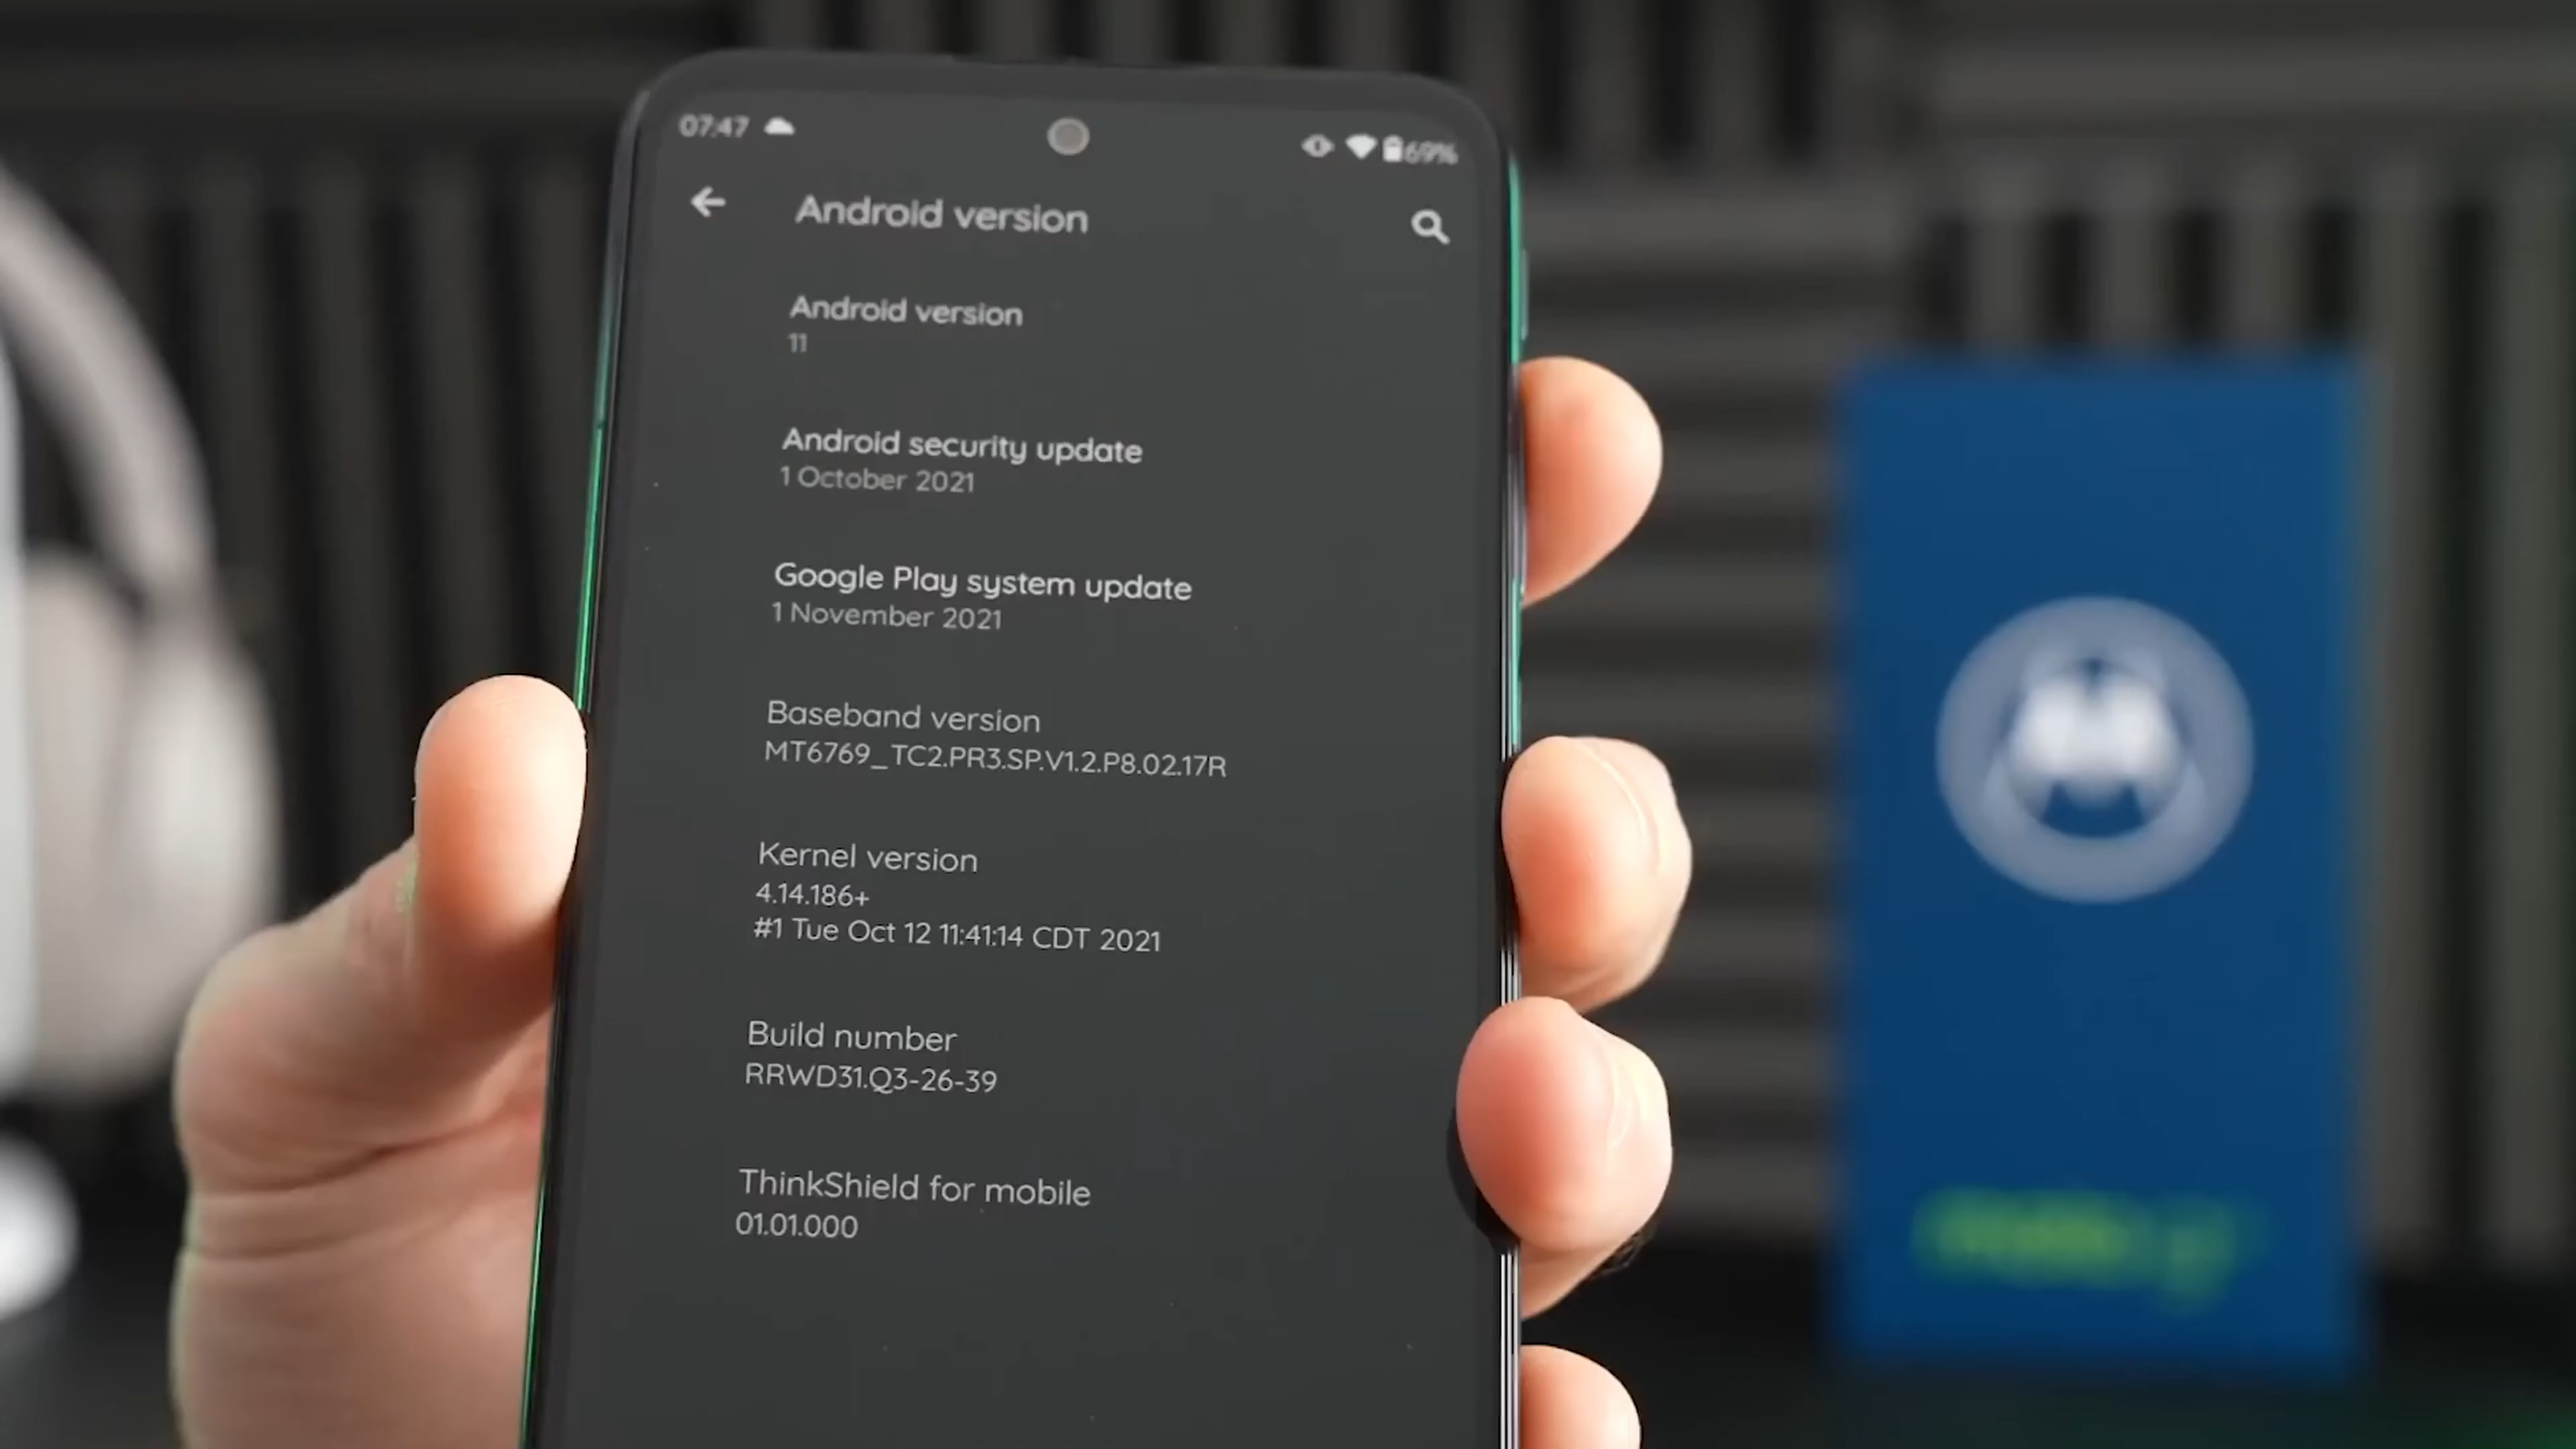 07:47
69%
Android version
Android version
11
Android security update
1 October 2021
Google Play system update
1 November 2021
Baseband version
MT6769_TC2.PR3.SP.V1.2.P8.02.17R
Kernel version
4.14.186+
#1 Tue Oct 12 11:41:14 CDT 2021
Build number
RRWD31.Q3-26-39
ThinkShield for mobile
01.01.000